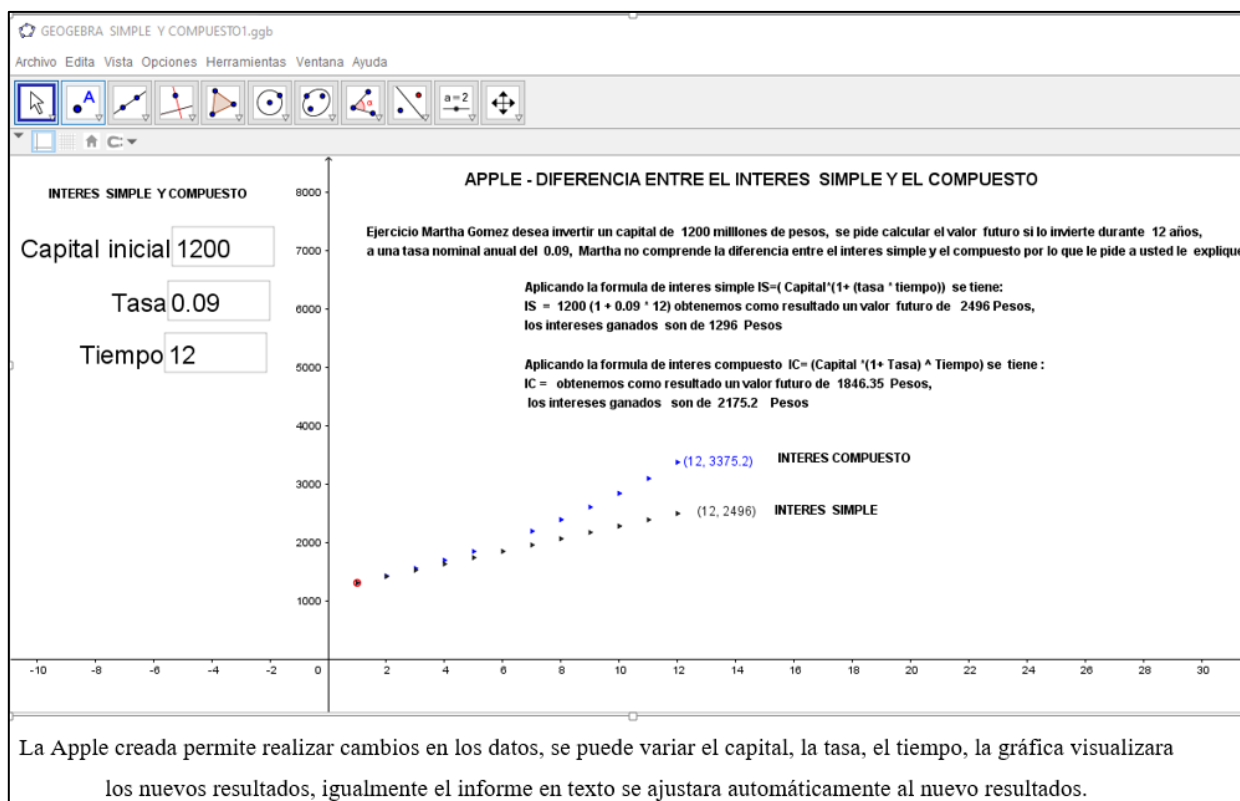 GEOGEBRA SIMPLE Y COMPUESTO1.ggb
Archivo Edita Vista Opciones Herramientas Ventana Ayuda
A
α
a=2
APPLE - DIFERENCIA ENTRE EL INTERES SIMPLE Y EL COMPUESTO
INTERES SIMPLE Y COMPUESTO
Capital inicial 1200
Tasa 0.09
Tiempo 12
Ejercicio Martha Gomez desea invertir un capital de 1200 milllones de pesos, se pide calcular el valor futuro si lo invierte durante 12 años,
a una tasa nominal anual del 0.09, Martha no comprende la diferencia entre el interes simple y el compuesto por lo que le pide a usted le explique
Aplicando la formula de interes simple IS=( Capital*(1+ (tasa * tiempo)) se tiene:
IS = 1200 (1 + 0.09 * 12) obtenemos como resultado un valor futuro de 2496 Pesos,
los intereses ganados son de 1296 Pesos
Aplicando la formula de interes compuesto IC= (Capital *(1+ Tasa) ^ Tiempo) se tiene :
IC = obtenemos como resultado un valor futuro de 1846.35 Pesos,
los intereses ganados son de 2175.2 Pesos
8000
7000
6000
5000
4000
3000
2000
1000
(12, 3375.2) INTERES COMPUESTO
(12, 2496) INTERES SIMPLE
-10 -8 -6 -4 -2 0 2 4 6 8 10 12 14 16 18 20 22 24 26 28 30
La Apple creada permite realizar cambios en los datos, se puede variar el capital, la tasa, el tiempo, la gráfica visualizara
los nuevos resultados, igualmente el informe en texto se ajustara automáticamente al nuevo resultados.